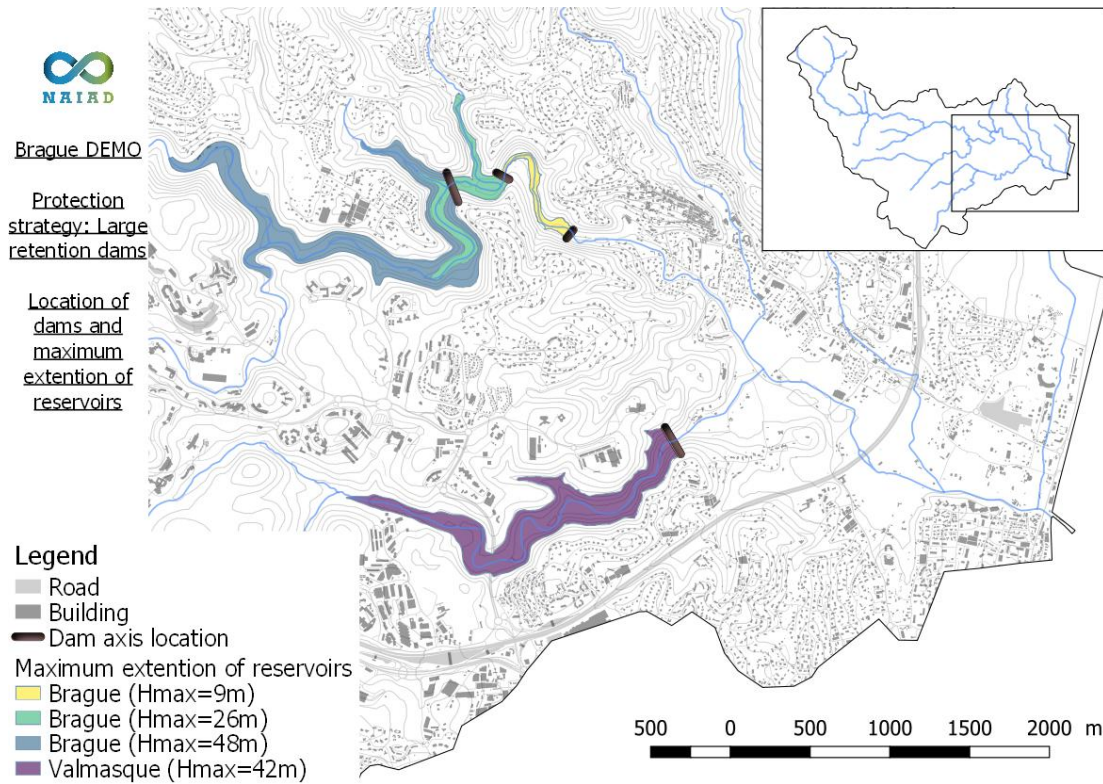 NAIAD
Brague DEMO
Protection
strategy: Large
retention dams
Location of
dams and
maximum
extention of
reservoirs
Legend
Road
Building
Dam axis location
Maximum extention of reservoirs
Brague (Hmax=9m)
Brague (Hmax=26m)
Brague (Hmax=48m)
Valmasque (Hmax=42m)
500 0 500 1000 1500 2000 m